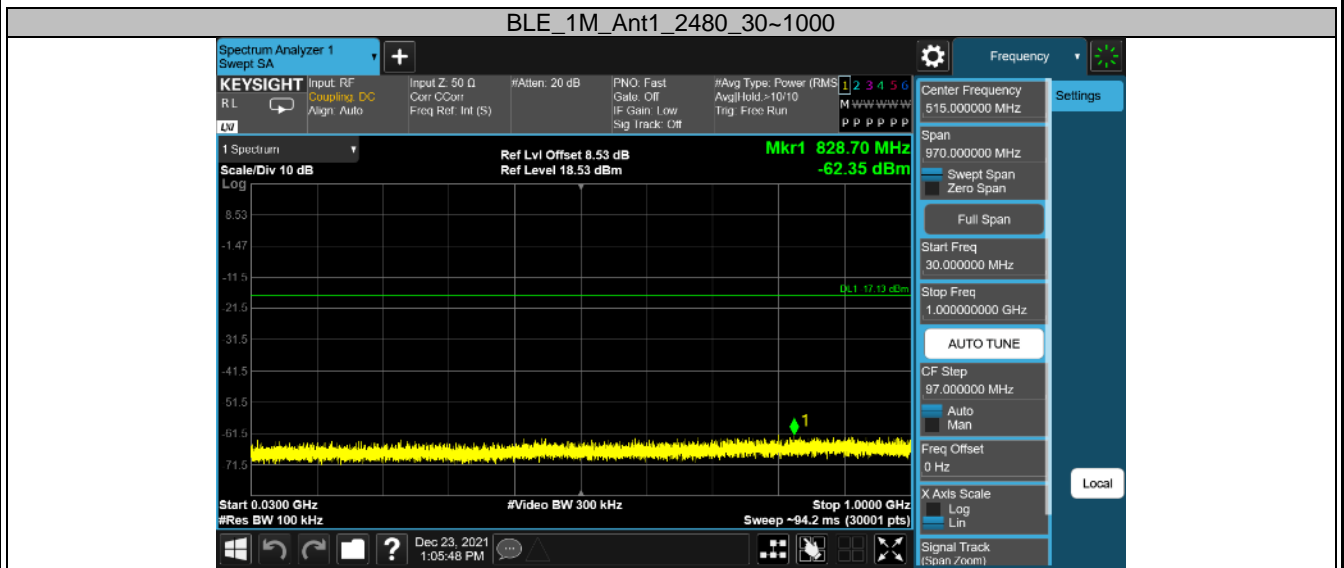 BLE_1M_Ant1_2480_30~1000
Spectrum Analyzer 1
Swept SA
Frequency
KEYSIGHT
R L
LXI
Input: RF
Coupling: DC
Align: Auto
Input Z: 50 Ω
Corr CCorr
Freq Ref: Int (S)
#Atten: 20 dB
PNO: Fast
Gate: Off
IF Gain: Low
Sig Track: Off
#Avg Type: Power (RMS
Avg|Hold:>10/10
Trig: Free Run
1 2 3 4 5 6
M W W W W W
P P P P P P
1 Spectrum
Scale/Div 10 dB
Ref Lvl Offset 8.53 dB
Ref Level 18.53 dBm
Mkr1 828.70 MHz
-62.35 dBm
Log
8.53
-1.47
-11.5
DL1 17.13 dBm
-21.5
-31.5
-41.5
51.5
1
-61.5
71.5
Start 0.0300 GHz
#Res BW 100 kHz
#Video BW 300 kHz
Stop 1.0000 GHz
Sweep ~94.2 ms (30001 pts)
Center Frequency
515.000000 MHz
Settings
Span
970.000000 MHz
Swept Span
Zero Span
Full Span
Start Freq
30.000000 MHz
Stop Freq
1.000000000 GHz
AUTO TUNE
CF Step
97.000000 MHz
Auto
Man
Freq Offset
0 Hz
X Axis Scale
Log
Lin
Local
Signal Track
(Span Zoom)
?
Dec 23, 2021
1:05:48 PM